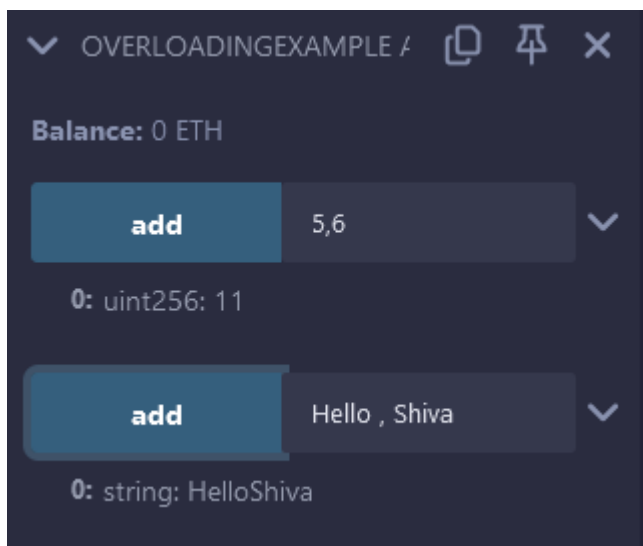 OVERLOADINGEXAMPLE A
Balance: 0 ETH
add 5,6
0: uint256: 11
add Hello , Shiva
0: string: HelloShiva